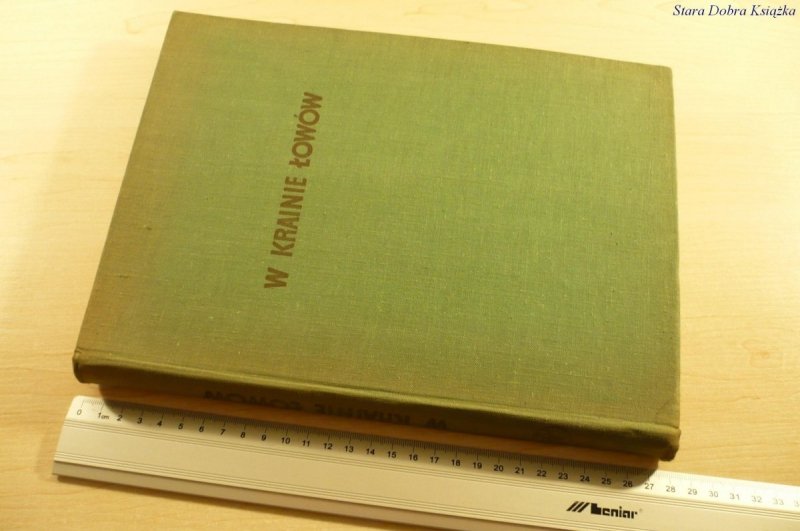 Stara Dobra Książka
W KRAINIE ŁOWÓW
W KRAINIE ŁOWÓW
0 1cm 2 3 4 5 6 7 8 9 10 11 12 13 14 15 16 17 18 19 20 21 22 23 24 25 26 27 28 29 30 31 32 33
leniar